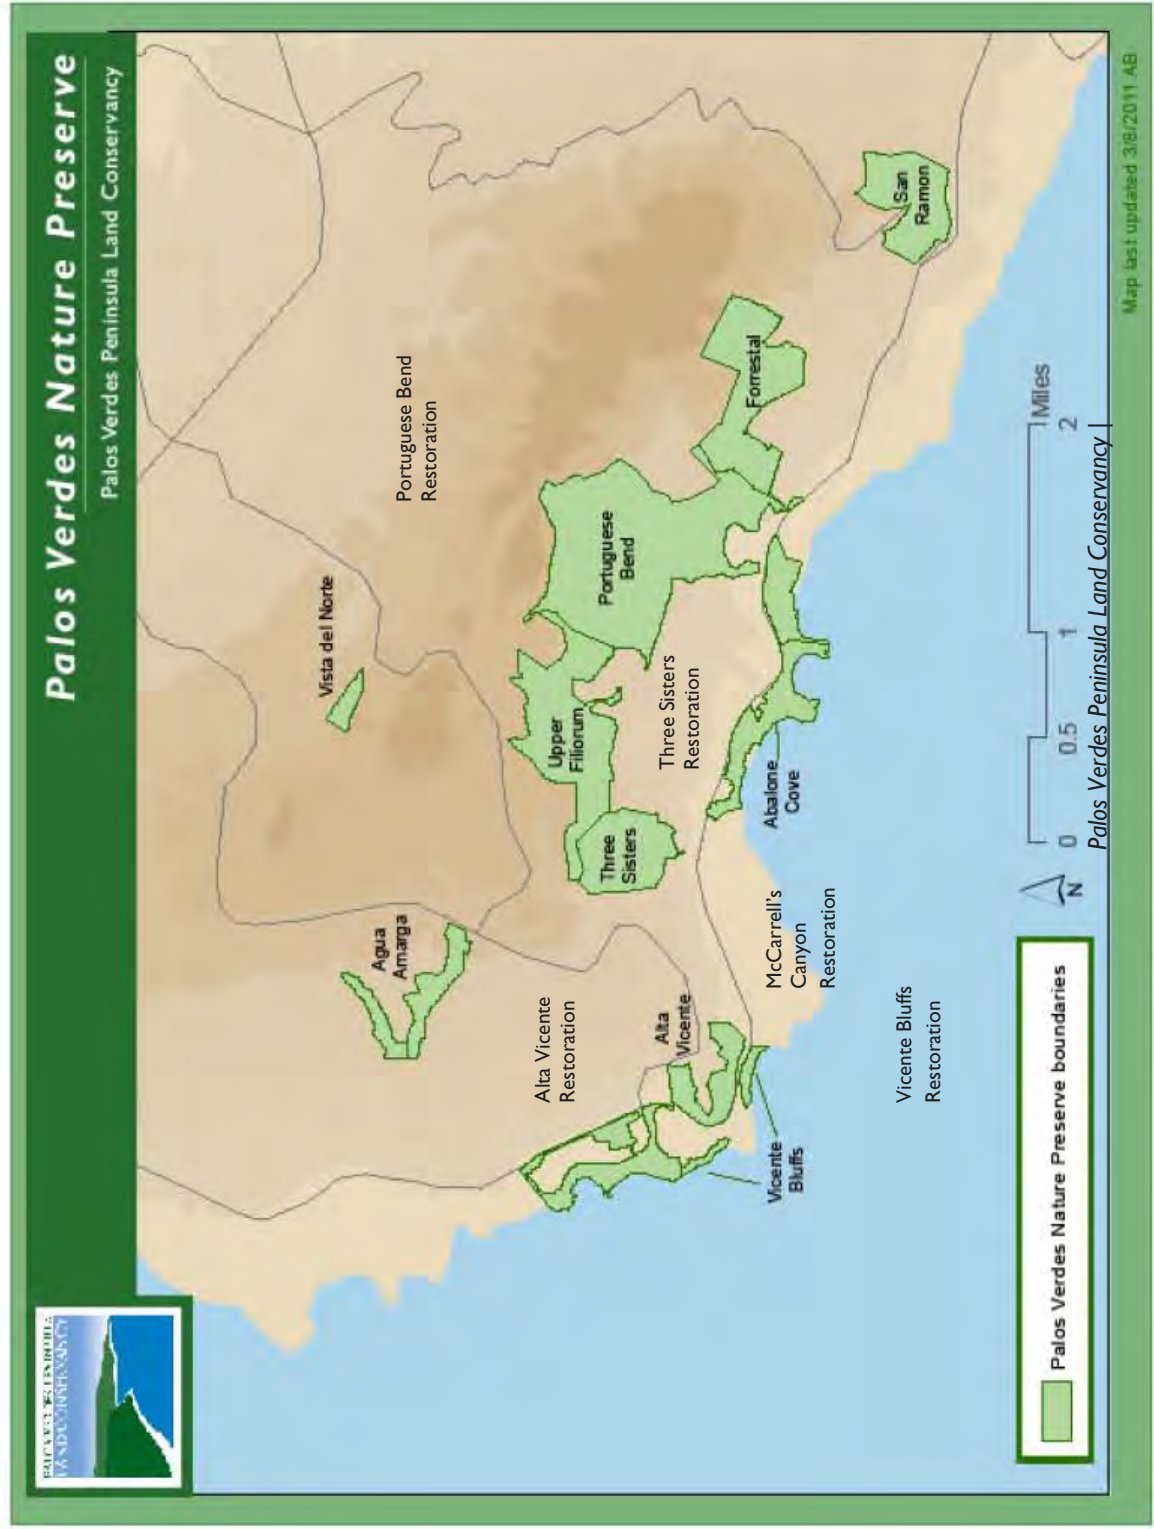 Palos Verdes Nature Preserve
Palos Verdes Peninsula Land Conservancy
Vista del Norte
Portuguese Bend
Restoration
Agua
Amarga
Upper
Filiorum
Portuguese
Bend
Forrestal
San
Ramon
Three
Sisters
Three Sisters
Restoration
Alta Vicente
Restoration
Alta
Vicente
Abalone
Cove
McCarrell's
Canyon
Restoration
Vicente
Bluffs
Vicente Bluffs
Restoration
Palos Verdes Nature Preserve boundaries
N
0 0.5 1 2
Miles
Palos Verdes Peninsula Land Conservancy |
Map last updated 3/8/2011 AB